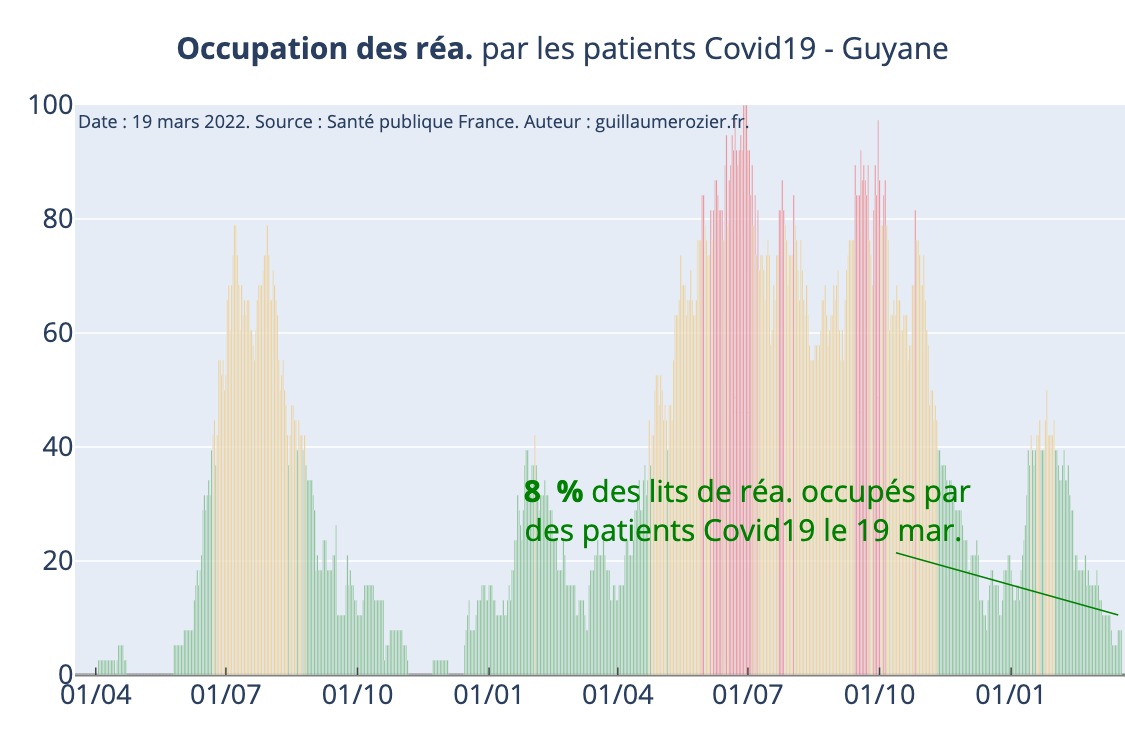 Occupation des réa. par les patients Covid19 - Guyane
100
Date : 19 mars 2022. Source : Santé publique France. Auteur : guillaumerozier.fr.
80
60
40
8 % des lits de réa. occupés par
des patients Covid19 le 19 mar.
20
0
01/04 01/07 01/10 01/01 01/04 01/07 01/10 01/01